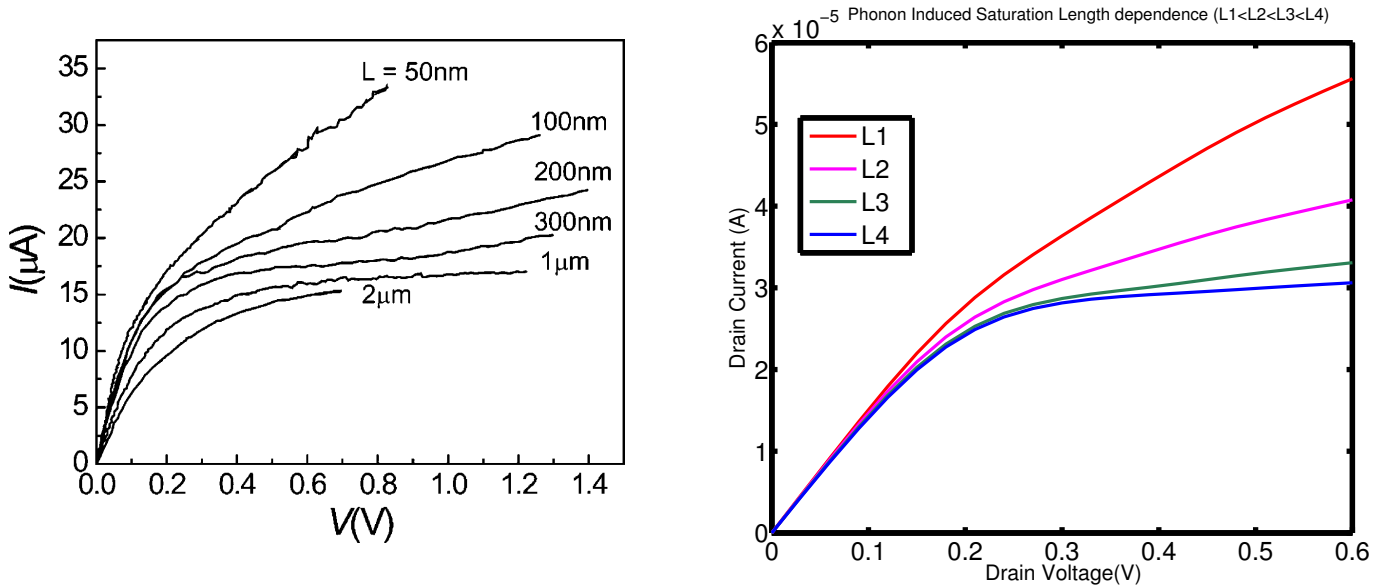 35
30
25
20
15
10
5
0
I(μA)
L = 50nm
100nm
200nm
300nm
1μm
2μm
0.0 0.2 0.4 0.6 0.8 1.0 1.2 1.4
V(V)
Phonon Induced Saturation Length dependence (L1<L2<L3<L4)
x 10⁻⁵
6
5
4
3
2
1
0
Drain Current (A)
L1
L2
L3
L4
0 0.1 0.2 0.3 0.4 0.5 0.6
Drain Voltage(V)